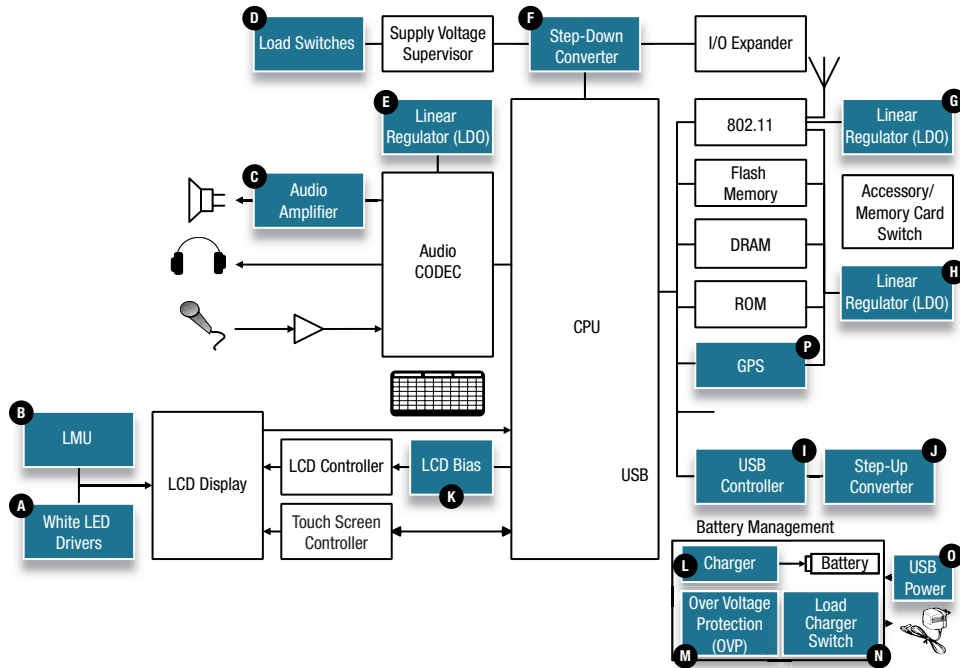 D
Load Switches
Supply Voltage
Supervisor
F
Step-Down
Converter
I/O Expander
E
Linear
Regulator (LDO)
802.11
G
Linear
Regulator (LDO)
C
Audio
Amplifier
Flash
Memory
Accessory/
Memory Card
Switch
Audio
CODEC
DRAM
H
Linear
Regulator (LDO)
ROM
CPU
P
GPS
B
LMU
LCD Display
LCD Controller
LCD Bias
K
USB
I
USB
Controller
J
Step-Up
Converter
A
White LED
Drivers
Touch Screen
Controller
Battery Management
L
Charger
Battery
O
USB
Power
Over Voltage
Protection
(OVP)
M
Load
Charger
Switch
N